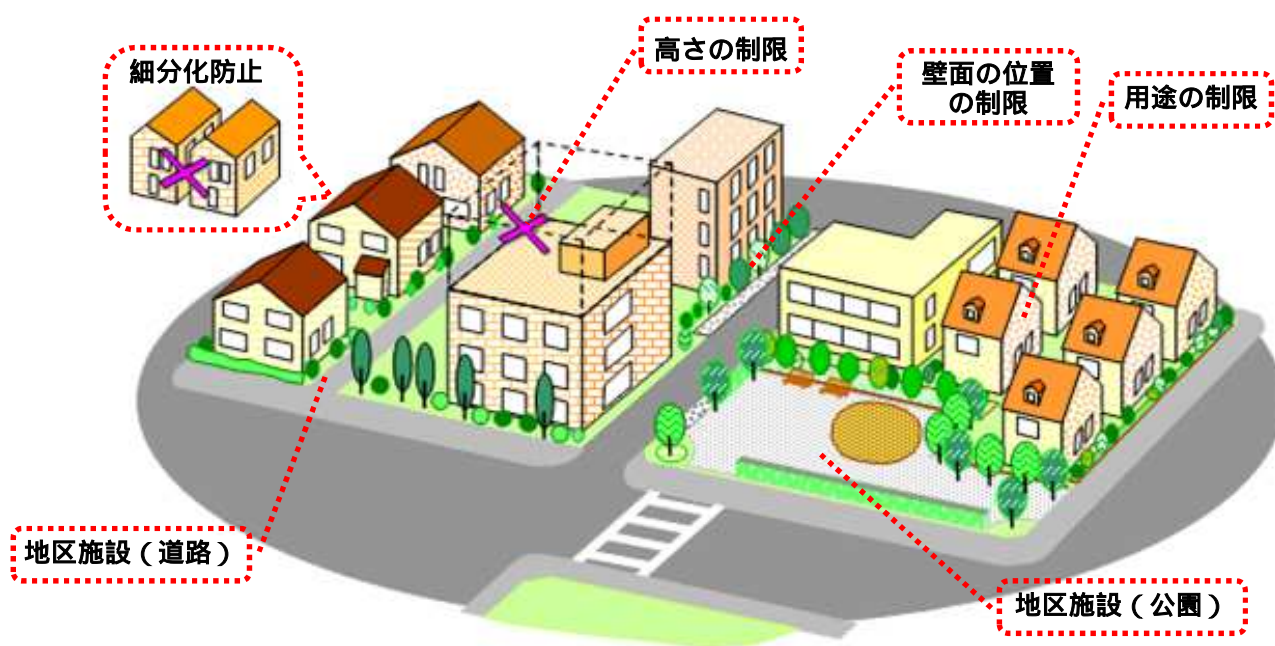 高さの制限
細分化防止
壁面の位置
の制限
用途の制限
地区施設（道路）
地区施設（公園）